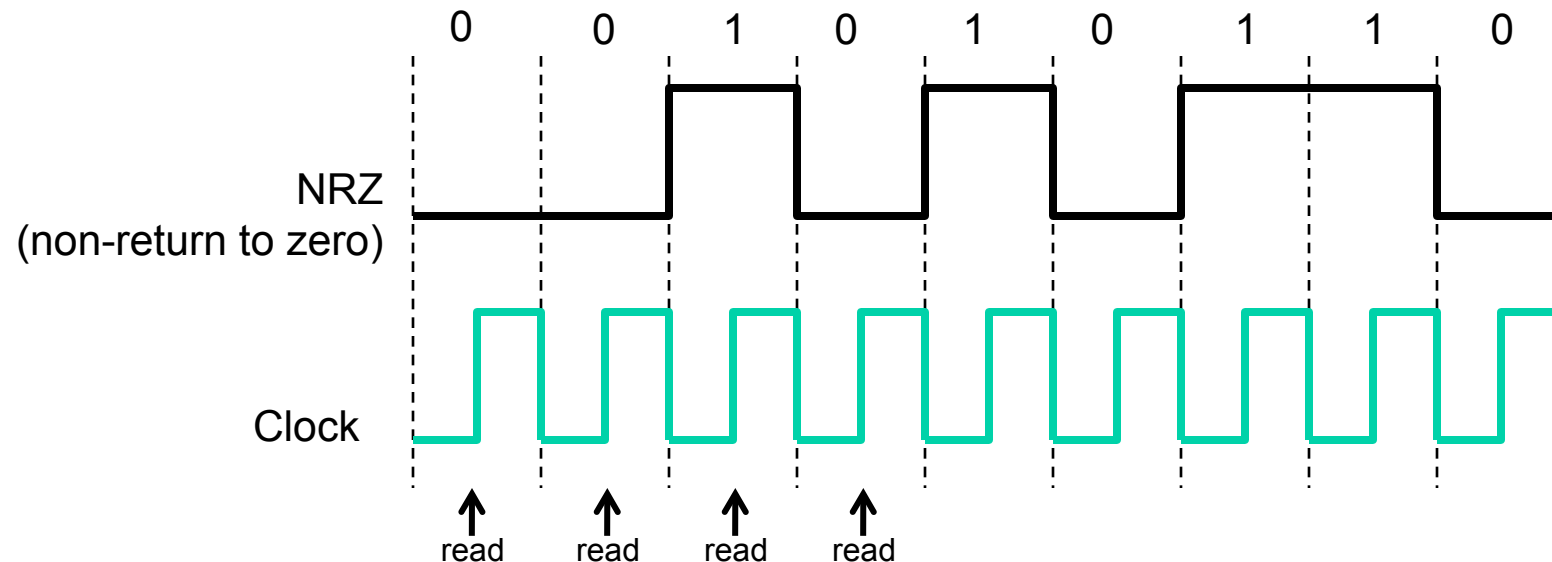 0 0 1 0 1 0 1 1 0
NRZ
(non-return to zero)
Clock
read read read read